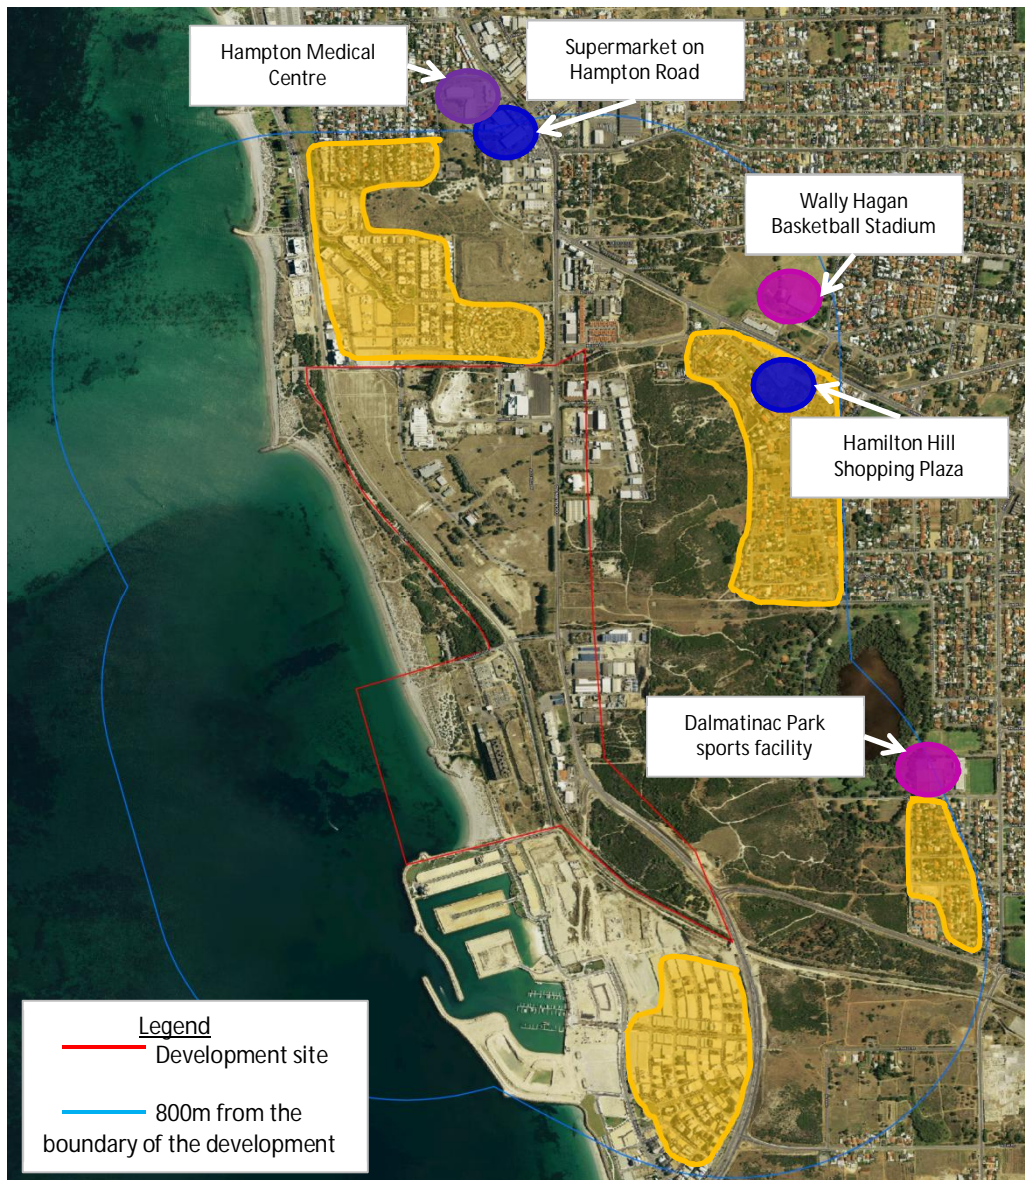 Hampton Medical
Centre
Supermarket on
Hampton Road
Wally Hagan
Basketball Stadium
Hamilton Hill
Shopping Plaza
Dalmatinac Park
sports facility
Legend
Development site
800m from the
boundary of the development